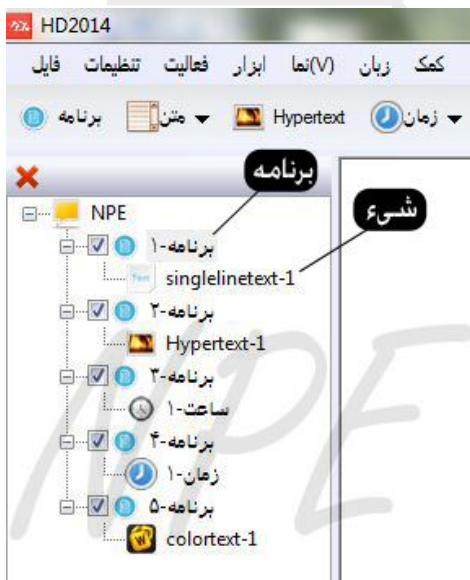 HD2014
فایل تنظیمات فعالیت ابزار نما(V) زبان کمک
برنامه متن Hypertext زمان
برنامه
شیء
NPE
برنامه-۱
singlelinetext-1
برنامه-۲
Hypertext-1
برنامه-۳
ساعت-۱
برنامه-۴
زمان-۱
برنامه-۵
colortext-1
NPE